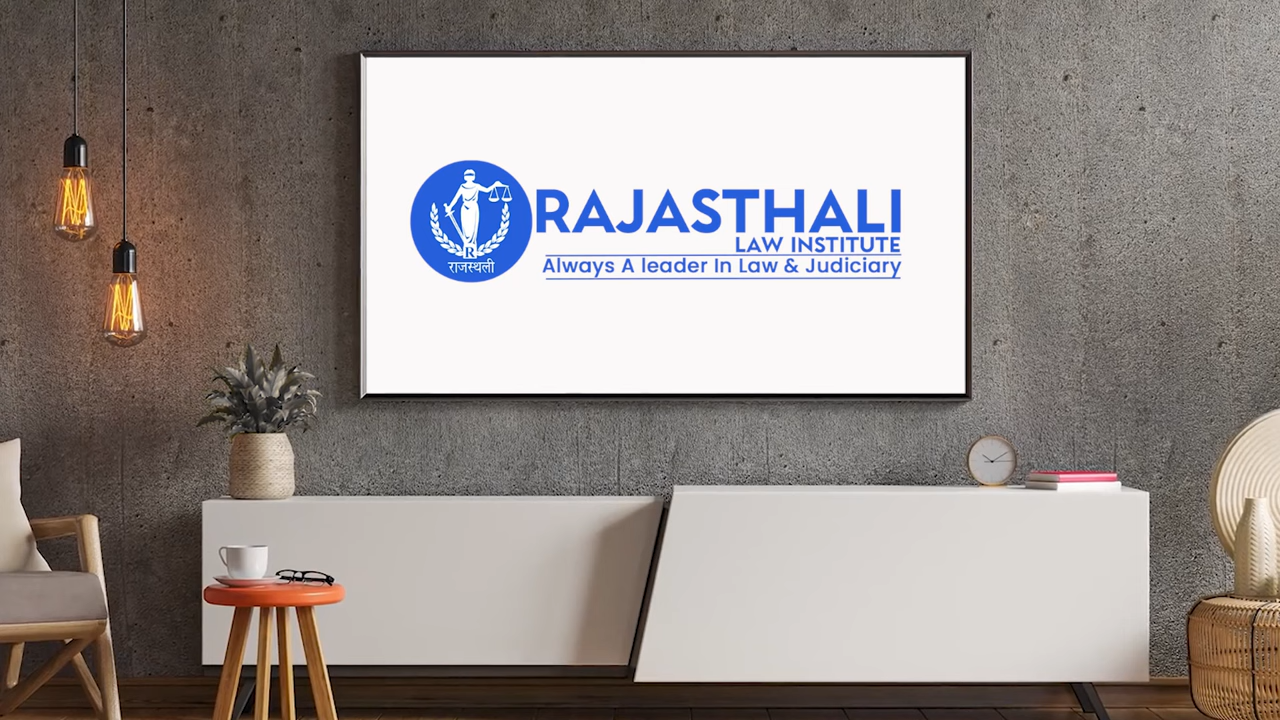 RAJASTHALI
LAW INSTITUTE
Always A leader In Law & Judiciary
R
राजस्थली